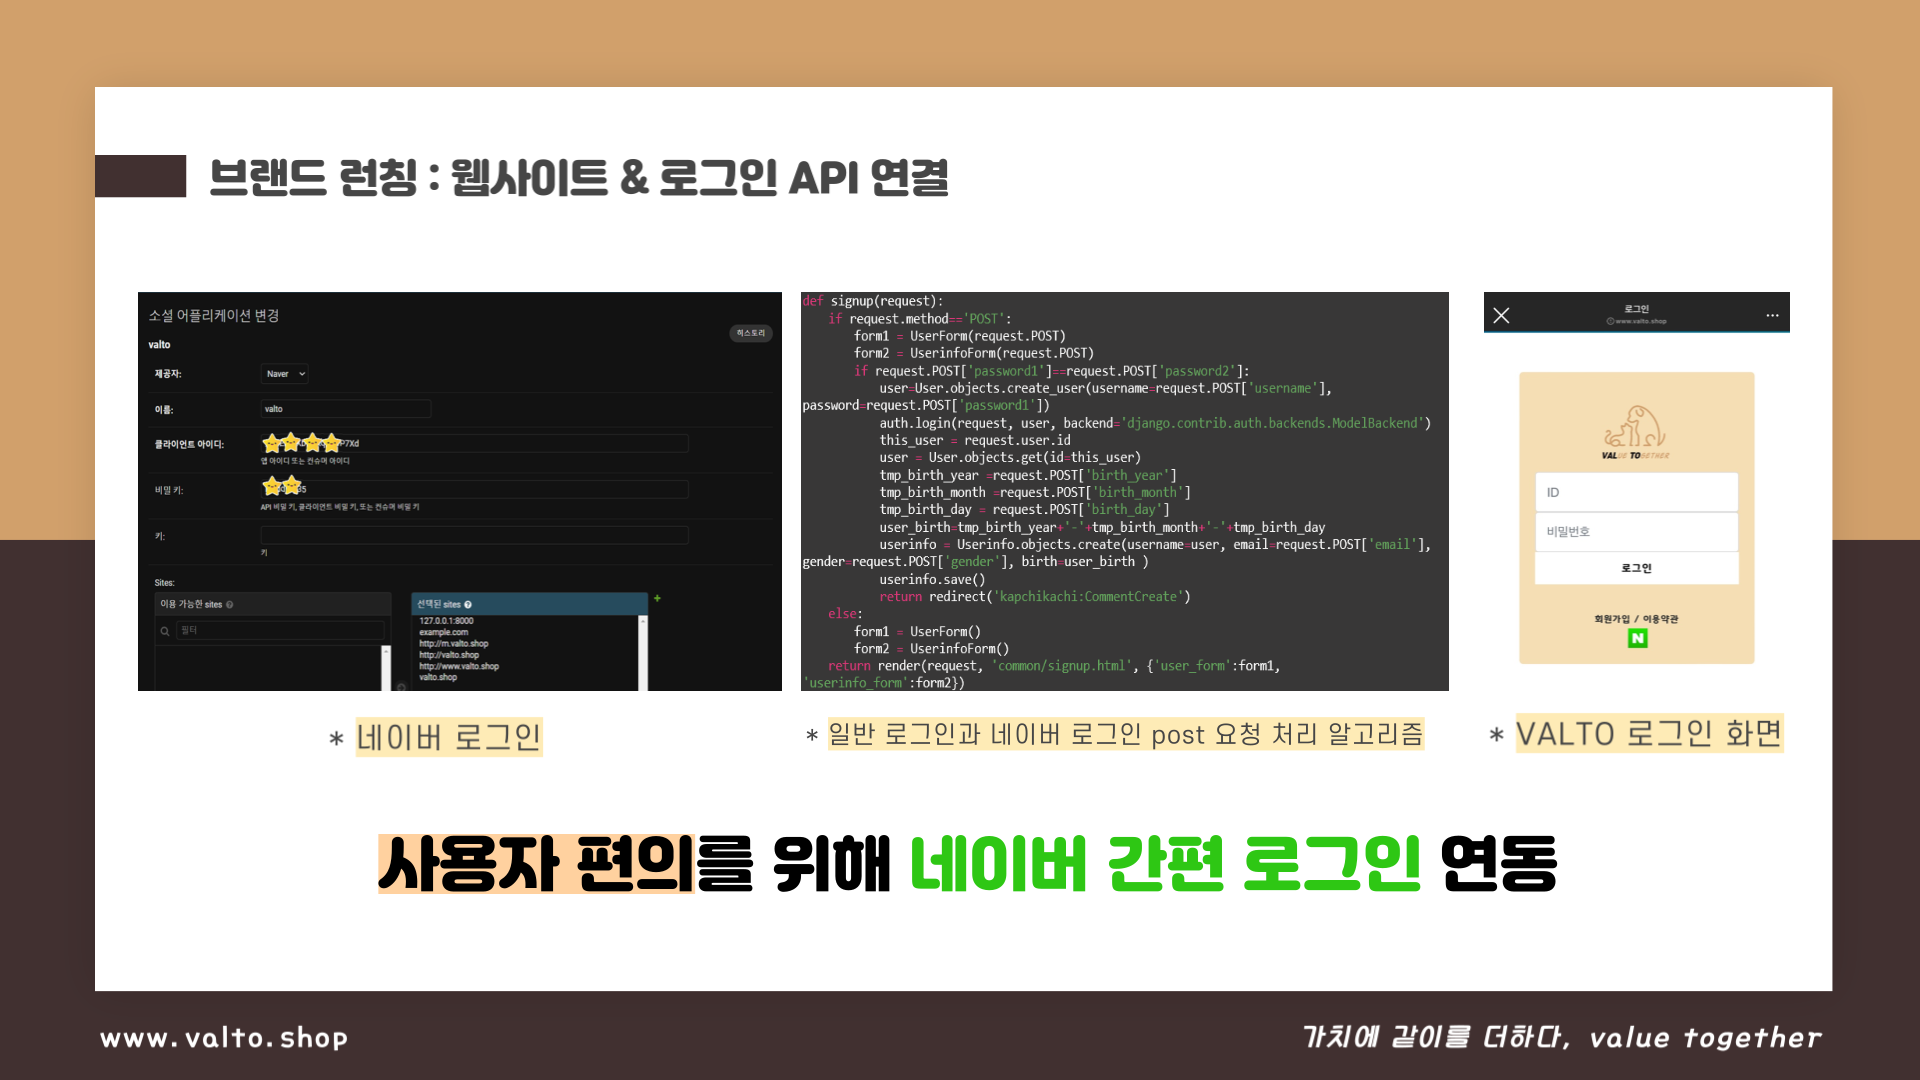 브랜드 런칭 : 웹사이트 & 로그인 API 연결
소셜 어플리케이션 변경
히스토리
valto
제공자:
Naver
이름:
valto
클라이언트 아이디:
P7Xd
앱 아이디 또는 컨슈머 아이디
비밀 키:
API 비밀 키, 클라이언트 비밀 키, 또는 컨슈머 비밀 키
키:
키
Sites:
이용 가능한 sites
필터
선택된 sites
127.0.0.1:8000
example.com
http://m.valto.shop
http://valto.shop
http://www.valto.shop
valto.shop
def signup(request):
if request.method=='POST':
form1 = UserForm(request.POST)
form2 = UserinfoForm(request.POST)
if request.POST['password1']==request.POST['password2']:
user=User.objects.create_user(username=request.POST['username'],
password=request.POST['password1'])
auth.login(request, user, backend='django.contrib.auth.backends.ModelBackend')
this_user = request.user.id
user = User.objects.get(id=this_user)
tmp_birth_year =request.POST['birth_year']
tmp_birth_month =request.POST['birth_month']
tmp_birth_day = request.POST['birth_day']
user_birth=tmp_birth_year+'-'+tmp_birth_month+'-'+tmp_birth_day
userinfo = Userinfo.objects.create(username=user, email=request.POST['email'],
gender=request.POST['gender'], birth=user_birth )
userinfo.save()
return redirect('kapchikachi:CommentCreate')
else:
form1 = UserForm()
form2 = UserinfoForm()
return render(request, 'common/signup.html', {'user_form':form1,
'userinfo_form':form2})
로그인
www.valto.shop
VALUE TOGETHER
ID
비밀번호
로그인
회원가입 / 이용약관
N
* 네이버 로그인
* 일반 로그인과 네이버 로그인 post 요청 처리 알고리즘
* VALTO 로그인 화면
사용자 편의를 위해 네이버 간편 로그인 연동
www.valto.shop
가치에 같이를 더하다, value together